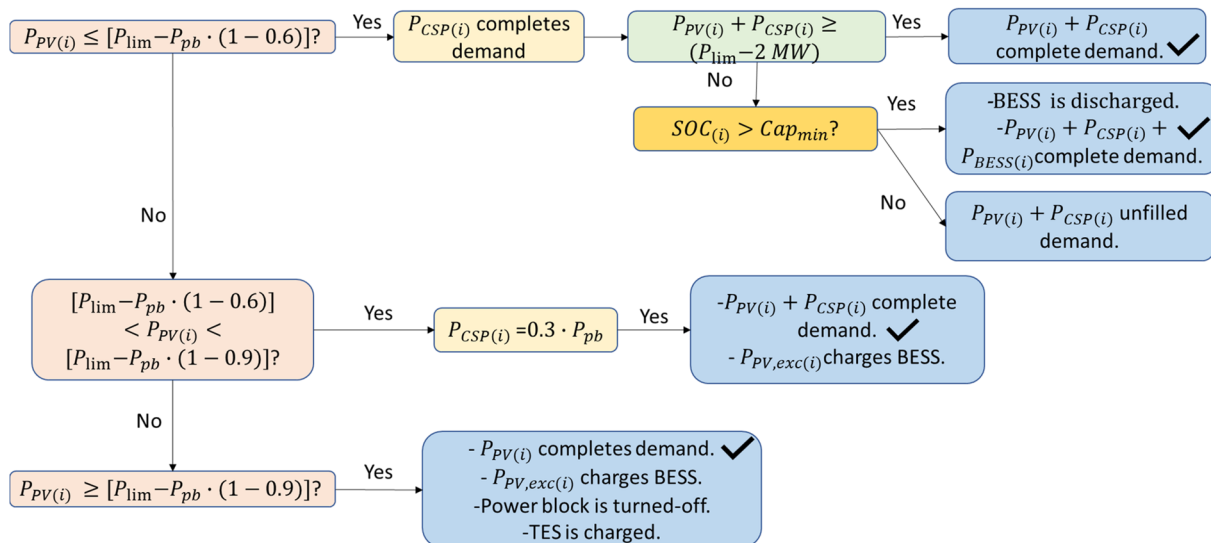 P_PV(i) ≤ [P_lim−P_pb · (1 − 0.6)]?
Yes
P_CSP(i) completes
demand
P_PV(i) + P_CSP(i) ≥
(P_lim−2 MW)
Yes
P_PV(i) + P_CSP(i)
complete demand. ✓
No
SOC_(i) > Cap_min?
Yes
-BESS is discharged.
-P_PV(i) + P_CSP(i) + ✓
P_BESS(i)complete demand.
No
P_PV(i) + P_CSP(i) unfilled
demand.
No
[P_lim−P_pb · (1 − 0.6)]
< P_PV(i) <
[P_lim−P_pb · (1 − 0.9)]?
Yes
P_CSP(i) =0.3 · P_pb
Yes
-P_PV(i) + P_CSP(i) complete
demand. ✓
- P_PV,exc(i)charges BESS.
No
P_PV(i) ≥ [P_lim−P_pb · (1 − 0.9)]?
Yes
- P_PV(i) completes demand. ✓
- P_PV,exc(i) charges BESS.
-Power block is turned-off.
-TES is charged.